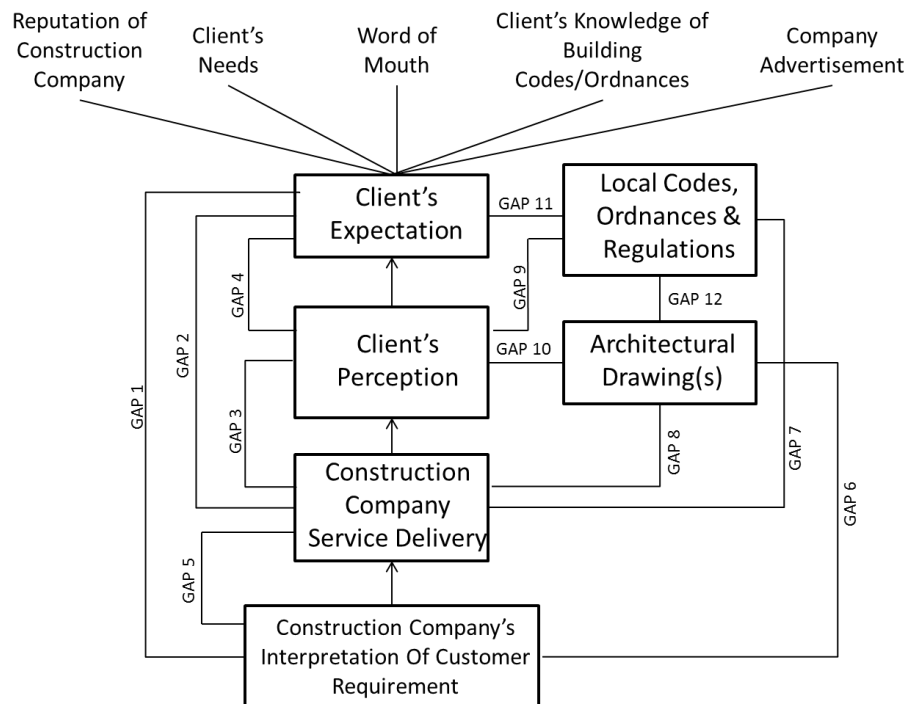 Reputation of
Construction
Company
Client's
Needs
Word of
Mouth
Client's Knowledge of
Building
Codes/Ordnances
Company
Advertisement
Client's
Expectation
GAP 11
Local Codes,
Ordnances &
Regulations
GAP 4
GAP 9
GAP 12
GAP 2
Client's
Perception
GAP 10
Architectural
Drawing(s)
GAP 1
GAP 3
GAP 8
GAP 7
Construction
Company
Service Delivery
GAP 6
GAP 5
Construction Company's
Interpretation Of Customer
Requirement